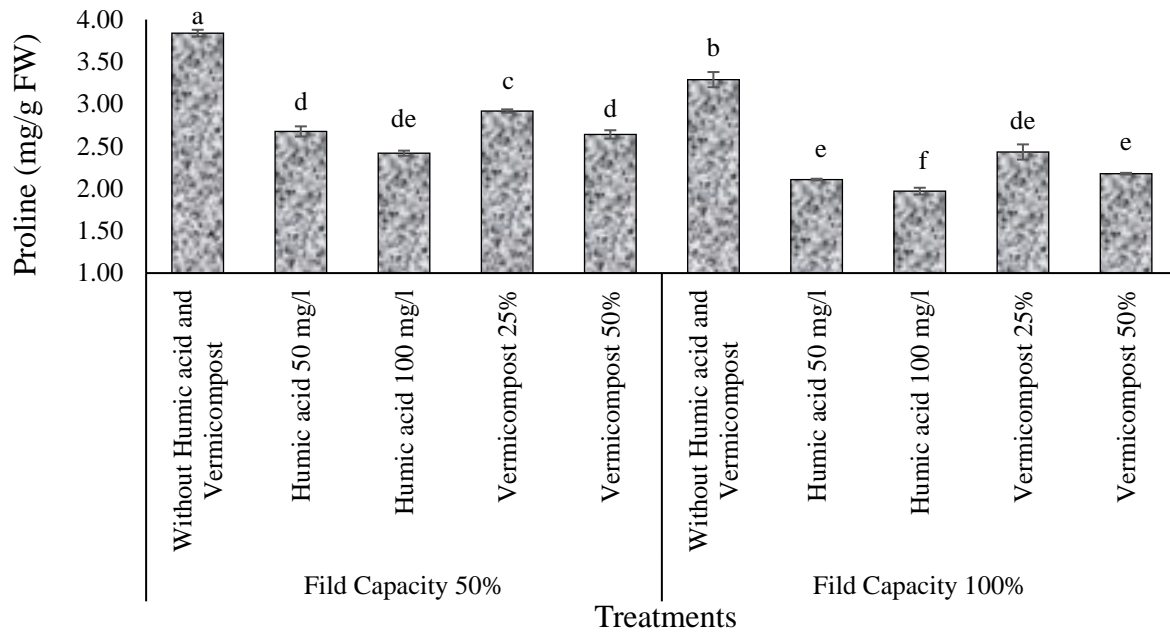 Proline (mg/g FW)
4.00
3.50
3.00
2.50
2.00
1.50
1.00
a
d
de
c
d
b
e
f
de
e
Without Humic acid and
Vermicompost
Humic acid 50 mg/l
Humic acid 100 mg/l
Vermicompost 25%
Vermicompost 50%
Without Humic acid and
Vermicompost
Humic acid 50 mg/l
Humic acid 100 mg/l
Vermicompost 25%
Vermicompost 50%
Fild Capacity 50%
Fild Capacity 100%
Treatments